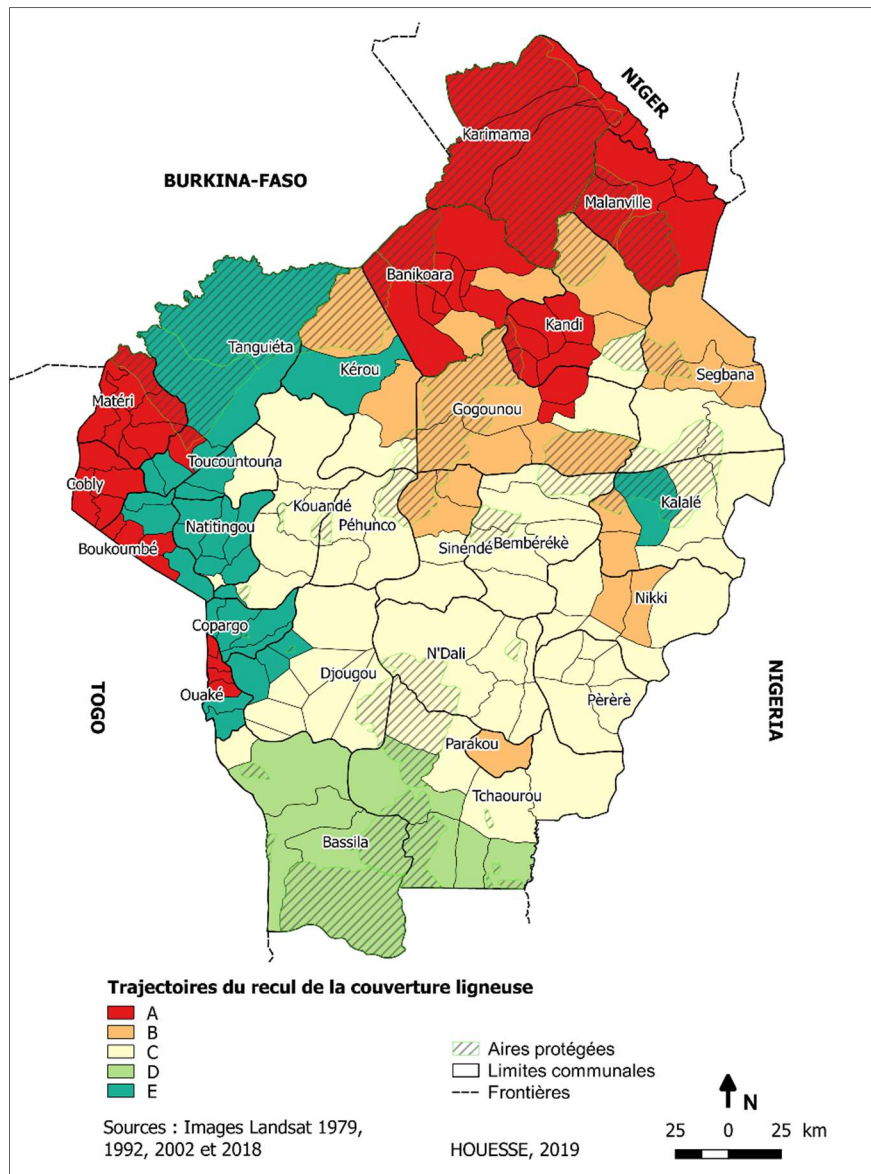 NIGER
Karimama
BURKINA-FASO
Malanville
Banikoara
Kandi
Tanguiéta
Kérou
Segbana
Matéri
Gogounou
Toucountouna
Cobly
Kalalé
Kouandé
Natitingou
Péhunco
Boukoumbé
Sinendé
Bembérékè
Nikki
Copargo
N'Dali
Djougou
NIGERIA
Ouaké
Pèrèrè
TOGO
Parakou
Tchaourou
Bassila
Trajectoires du recul de la couverture ligneuse
A
B
C
D
E
Aires protégées
Limites communales
Frontières
N
Sources : Images Landsat 1979,
1992, 2002 et 2018
HOUESSE, 2019
25 0 25 km